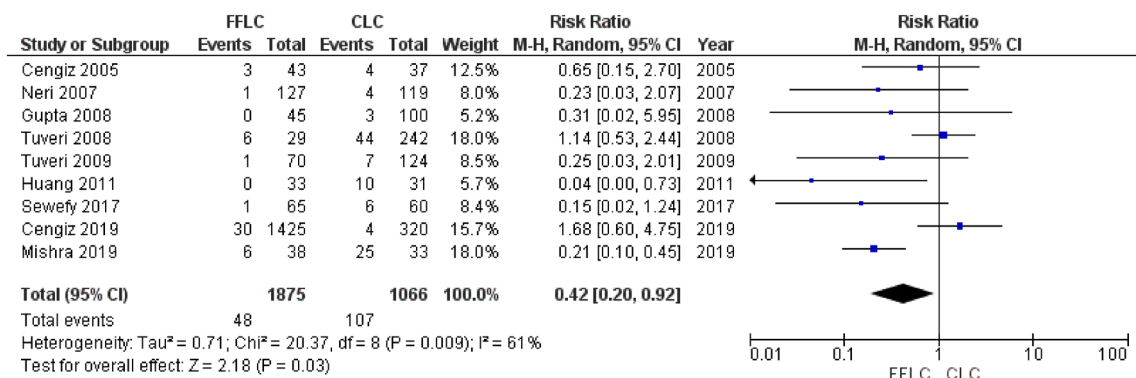 FFLC CLC Risk Ratio Risk Ratio
Study or Subgroup Events Total Events Total Weight M-H, Random, 95% CI Year M-H, Random, 95% CI
Cengiz 2005 3 43 4 37 12.5% 0.65 [0.15, 2.70] 2005
Neri 2007 1 127 4 119 8.0% 0.23 [0.03, 2.07] 2007
Gupta 2008 0 45 3 100 5.2% 0.31 [0.02, 5.95] 2008
Tuveri 2008 6 29 44 242 18.0% 1.14 [0.53, 2.44] 2008
Tuveri 2009 1 70 7 124 8.5% 0.25 [0.03, 2.01] 2009
Huang 2011 0 33 10 31 5.7% 0.04 [0.00, 0.73] 2011
Sewefy 2017 1 65 6 60 8.4% 0.15 [0.02, 1.24] 2017
Cengiz 2019 30 1425 4 320 15.7% 1.68 [0.60, 4.75] 2019
Mishra 2019 6 38 25 33 18.0% 0.21 [0.10, 0.45] 2019
Total (95% CI) 1875 1066 100.0% 0.42 [0.20, 0.92]
Total events 48 107
Heterogeneity: Tau² = 0.71; Chi² = 20.37, df = 8 (P = 0.009); I² = 61%
Test for overall effect: Z = 2.18 (P = 0.03)
0.01 0.1 1 10 100
FFLC CLC